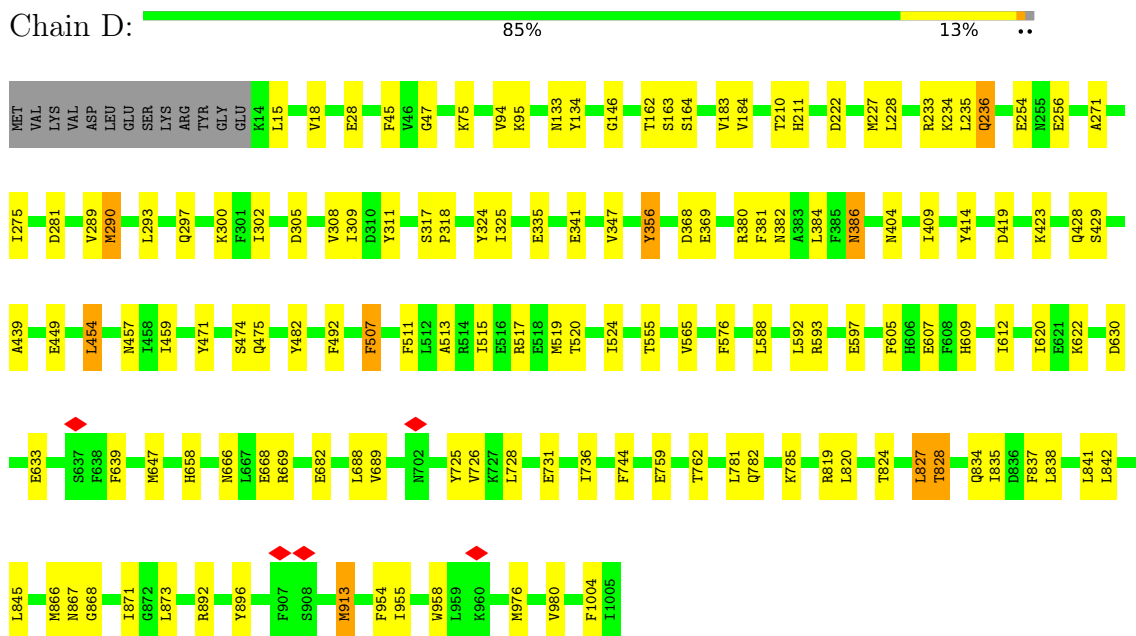 Chain D:
85% 13% ••
MET VAL LYS VAL ASP LEU GLU SER LYS ARG TYR GLY GLU K14 L15 V18 E28 F45 V46 G47 K75 V94 K95 N133 Y134 G146 T162 S163 S164 V183 V184 T210 H211 D222 M227 L228 R233 K234 L235 Q236 E254 N255 E256 A271
I275 D281 V289 M290 L293 Q297 K300 F301 I302 D305 V308 I309 D310 Y311 S317 P318 Y324 I325 E335 E341 V347 Y356 D368 E369 R380 F381 N382 A383 L384 F385 N386 N404 I409 Y414 D419 K423 Q428 S429
A439 E449 L454 N457 I458 I459 Y471 S474 Q475 Y482 F492 F507 F511 L512 A513 R514 I515 E516 R517 E518 M519 T520 I524 T555 V565 F576 L588 L592 R593 E597 F605 H606 E607 F608 H609 I612 I620 E621 K622 D630
E633 S637 F638 F639 M647 H658 N666 L667 E668 R669 E682 L688 V689 N702 Y725 V726 K727 L728 E731 I736 F744 E759 T762 L781 Q782 K785 R819 L820 T824 L827 T828 Q834 I835 D836 F837 L838 L841 L842
L845 M866 N867 G868 I871 G872 L873 R892 Y896 F907 S908 M913 F954 I955 W958 L959 K960 M976 V980 F1004 I1005